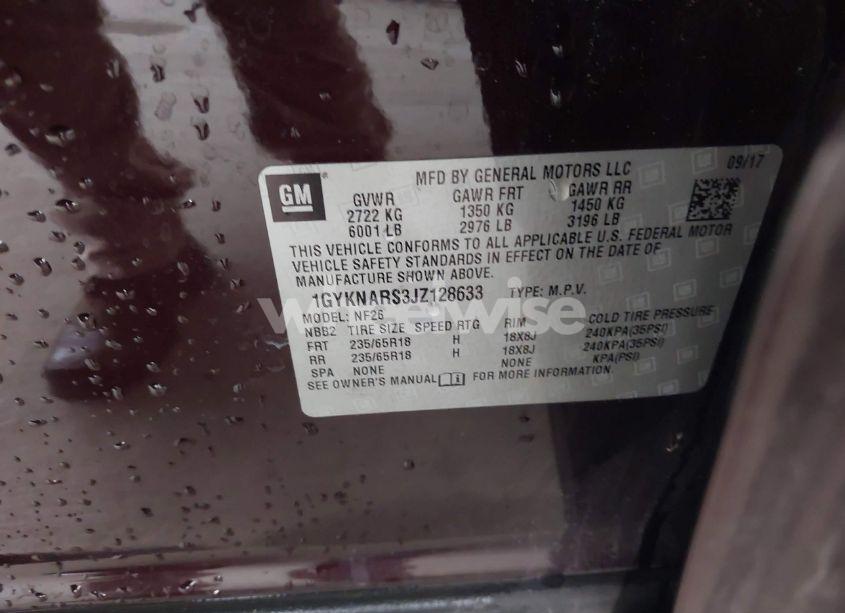 MFD BY GENERAL MOTORS LLC 09/17
GM
GVWR GAWR FRT GAWR RR
2722 KG 1350 KG 1450 KG
6001 LB 2976 LB 3196 LB
THIS VEHICLE CONFORMS TO ALL APPLICABLE U.S. FEDERAL MOTOR
VEHICLE SAFETY STANDARDS IN EFFECT ON THE DATE OF
MANUFACTURE SHOWN ABOVE.
1GYKNARS3JZ128633 TYPE: M.P.V.
MODEL: NF26
NBB2 TIRE SIZE SPEED RTG RIM COLD TIRE PRESSURE
FRT 235/65R18 H 18X8J 240KPA(35PSI)
RR 235/65R18 H 18X8J 240KPA(35PSI)
SPA NONE NONE KPA(PSI)
SEE OWNER'S MANUAL FOR MORE INFORMATION.